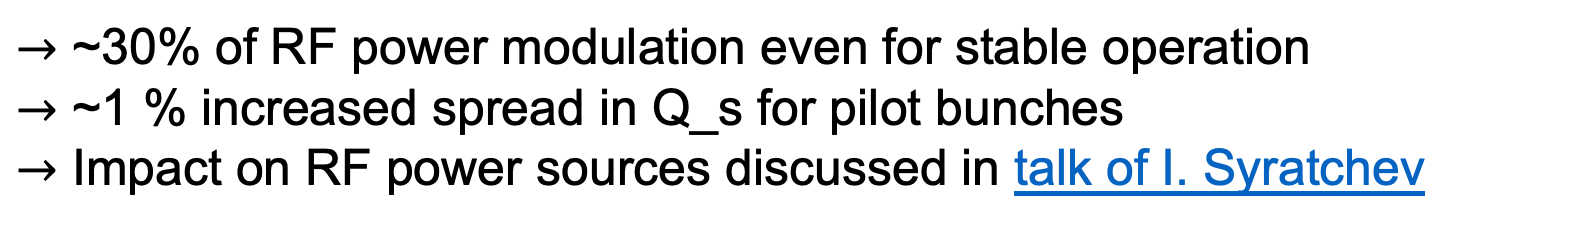 → ~30% of RF power modulation even for stable operation
→ ~1 % increased spread in Q_s for pilot bunches
→ Impact on RF power sources discussed in talk of I. Syratchev